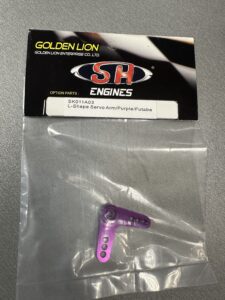 GOLDEN LION
GOLDEN LION ENTERPRISE CO., LTD.
SH
ENGINES
OPTION PARTS :
SK011A03
L-Shape Servo Arm/Purple/Futaba